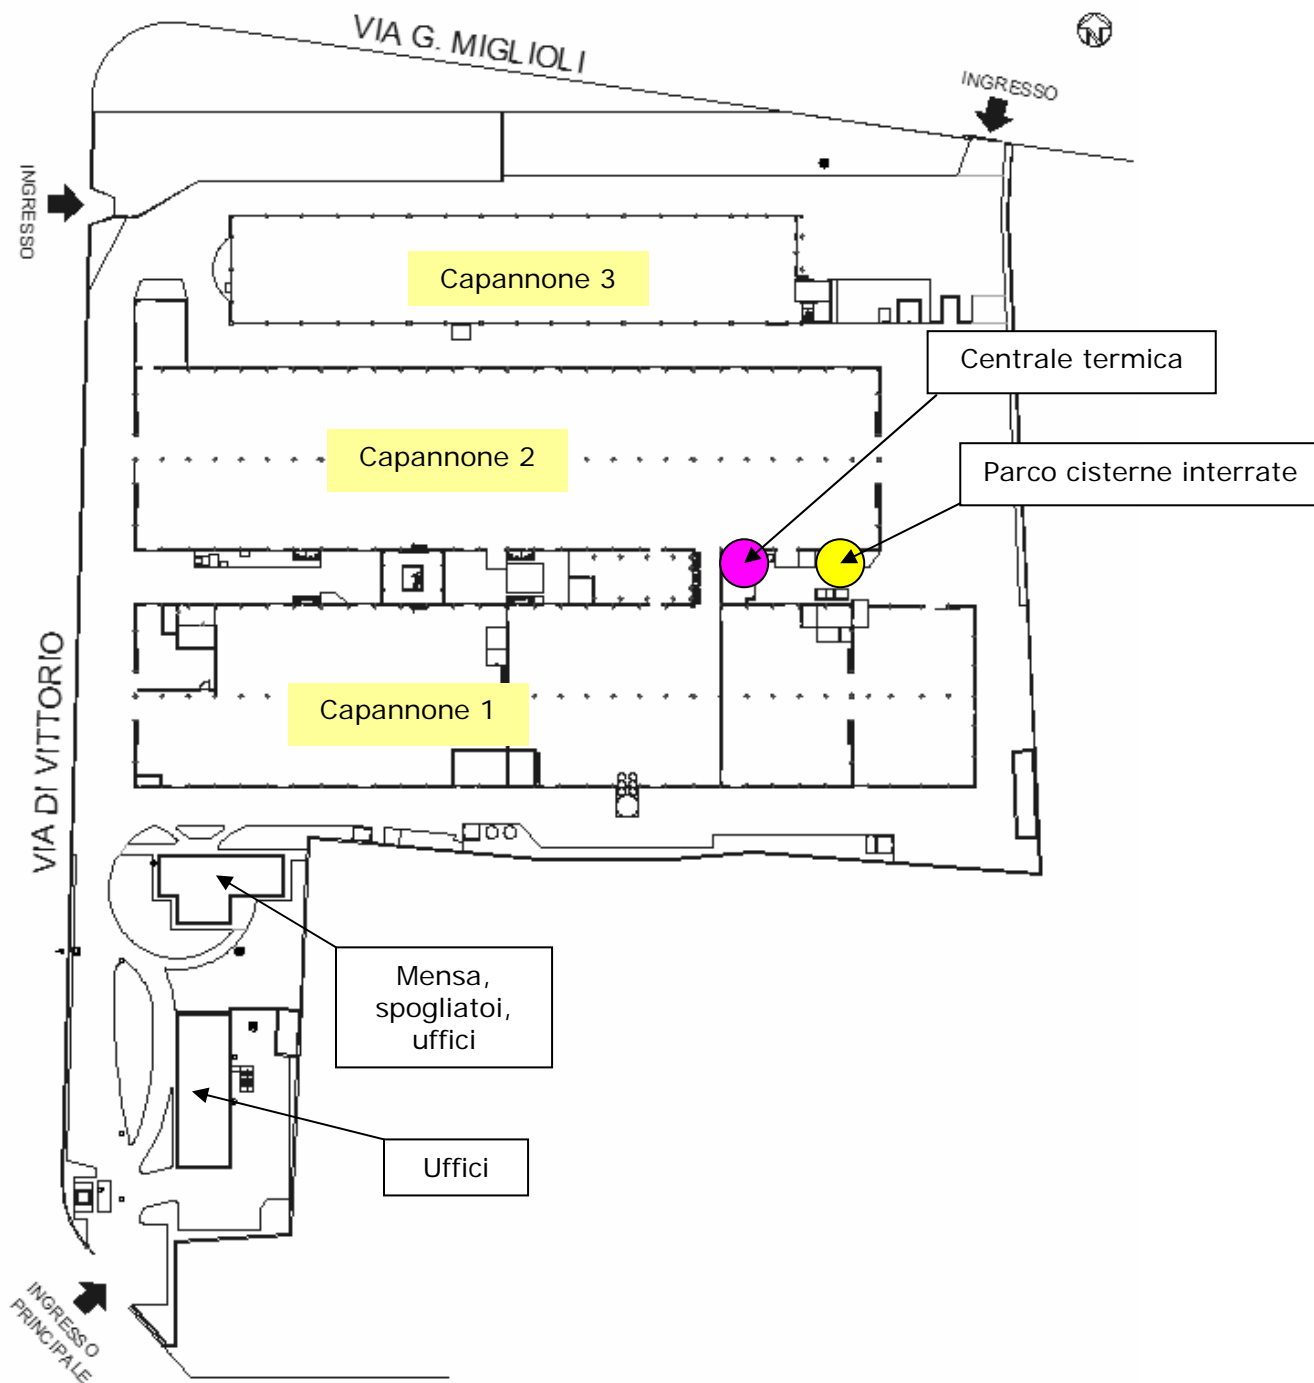 VIA G. MIGLIOLI
N
INGRESSO
INGRESSO
Capannone 3
Centrale termica
Capannone 2
Parco cisterne interrate
Capannone 1
VIA DI VITTORIO
Mensa,
spogliatoi,
uffici
Uffici
INGRESSO
PRINCIPALE